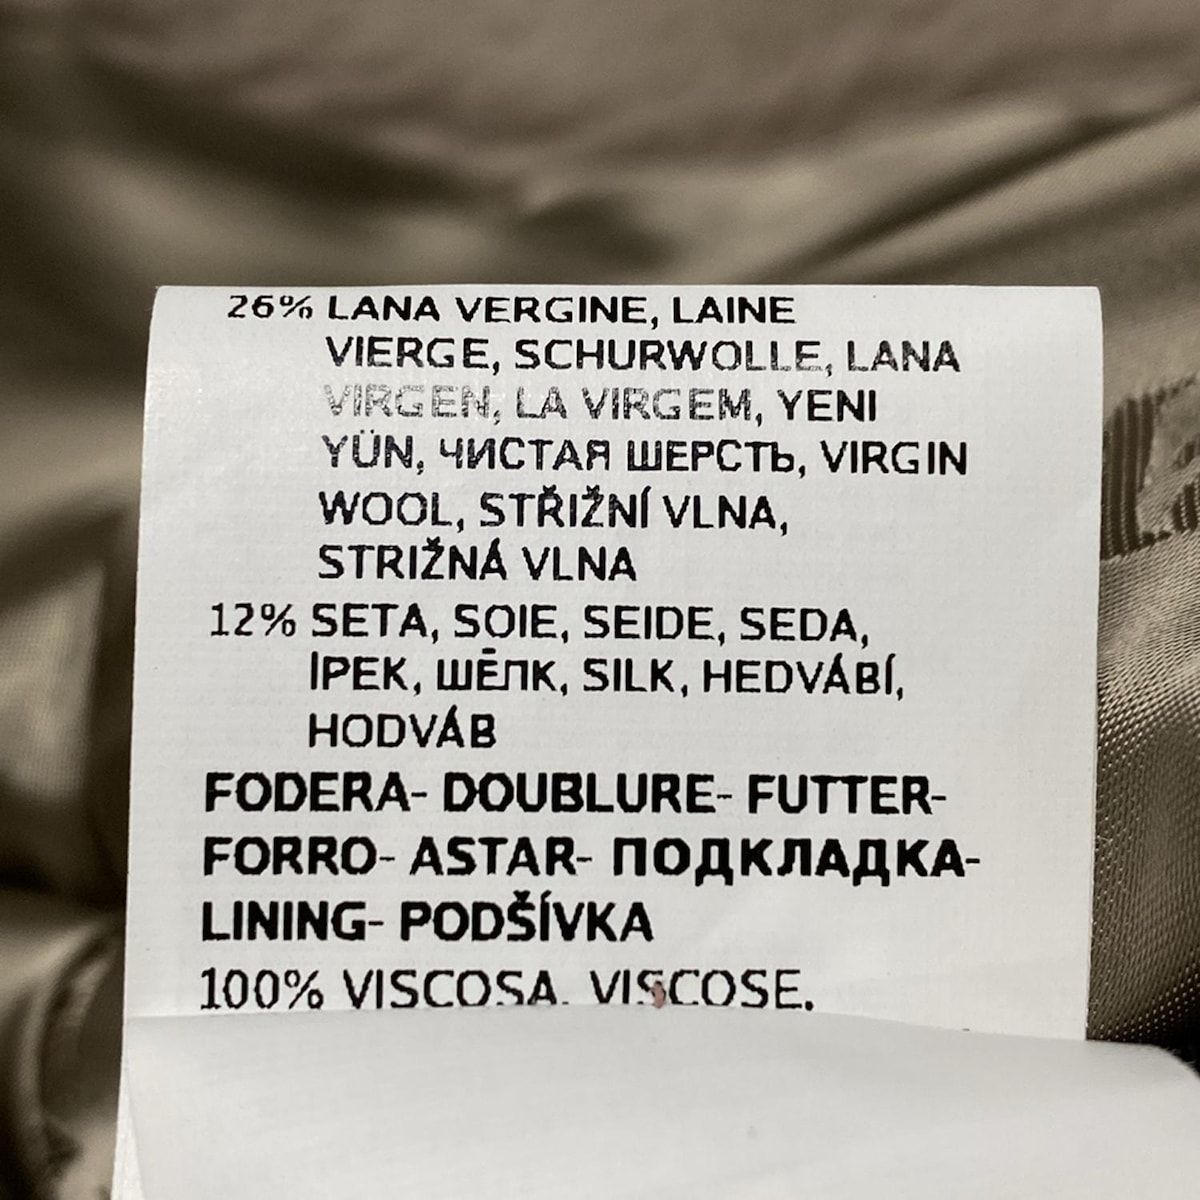 26% LANA VERGINE, LAINE
VIERGE, SCHURWOLLE, LANA
VIRGEN, LA VIRGEM, YENI
YÜN, ЧИСТАЯ ШЕРСТЬ, VIRGIN
WOOL, STŘIŽNÍ VLNA,
STRIŽNÁ VLNA
12% SETA, SOIE, SEIDE, SEDA,
İPEK, ШЁЛК, SILK, HEDVÁBÍ,
HODVÁB
FODERA- DOUBLURE- FUTTER-
FORRO- ASTAR- ПОДКЛАДКА-
LINING- PODŠÍVKA
100% VISCOSA, VISCOSE,